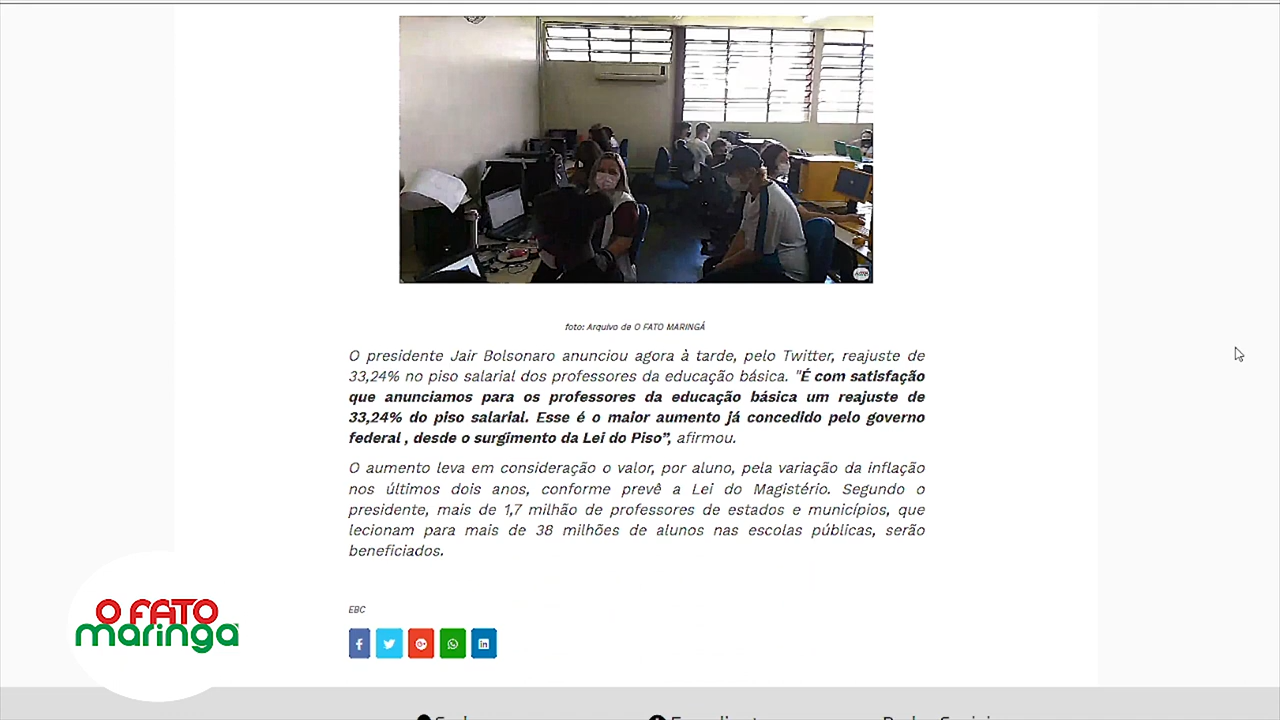 foto: Arquivo de O FATO MARINGÁ
O presidente Jair Bolsonaro anunciou agora à tarde, pelo Twitter, reajuste de
33,24% no piso salarial dos professores da educação básica. "É com satisfação
que anunciamos para os professores da educação básica um reajuste de
33,24% do piso salarial. Esse é o maior aumento já concedido pelo governo
federal , desde o surgimento da Lei do Piso”, afirmou.
O aumento leva em consideração o valor, por aluno, pela variação da inflação
nos últimos dois anos, conforme prevê a Lei do Magistério. Segundo o
presidente, mais de 1,7 milhão de professores de estados e municípios, que
lecionam para mais de 38 milhões de alunos nas escolas públicas, serão
beneficiados.
EBC
O FATO
maringá